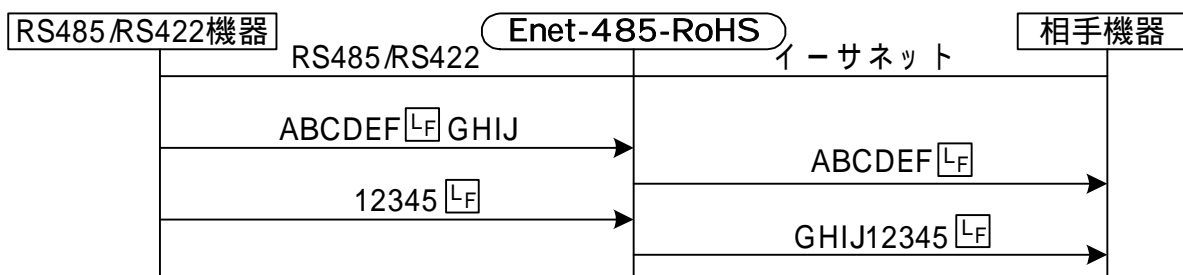 RS485/RS422機器
Enet-485-RoHS
相手機器
RS485/RS422
イーサネット
ABCDEF LF GHIJ
ABCDEF LF
12345 LF
GHIJ12345 LF